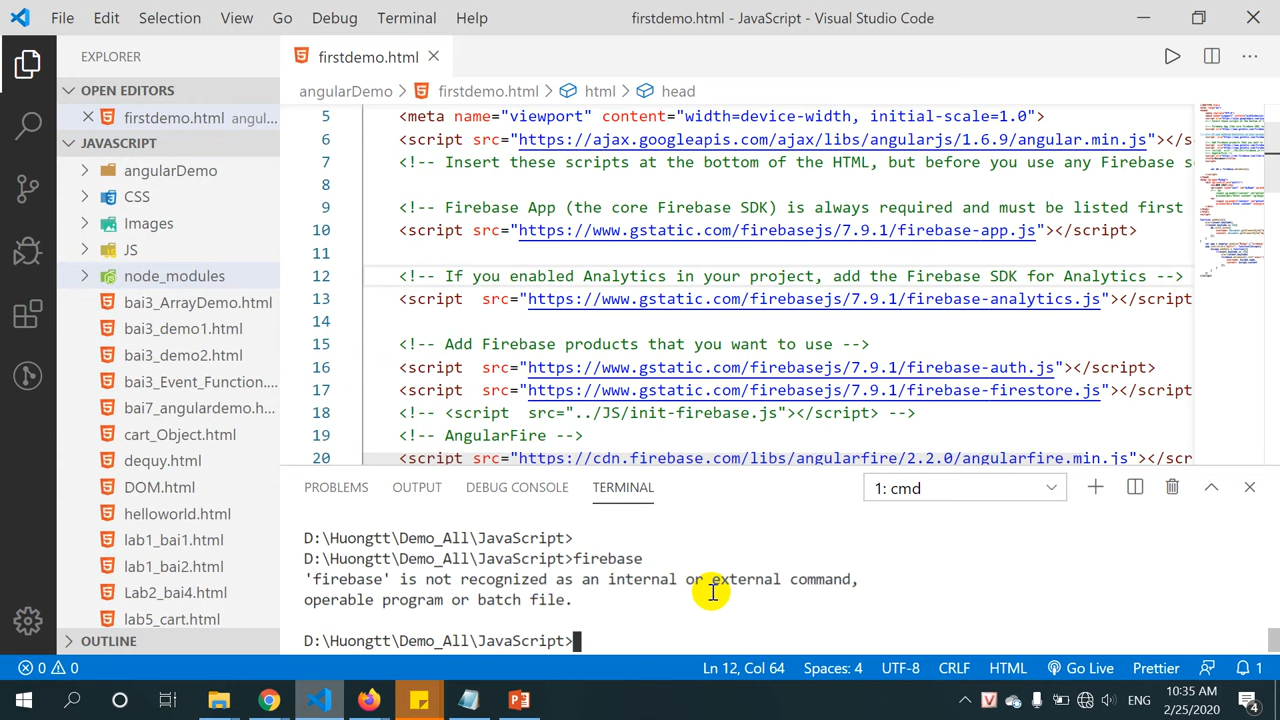 File Edit Selection View Go Debug Terminal Help firstdemo.html - JavaScript - Visual Studio Code
EXPLORER
OPEN EDITORS
firstdemo.html angul...
JAVASCRIPT
angularDemo
CSS
Images
JS
node_modules
bai3_ArrayDemo.html
bai3_demo1.html
bai3_demo2.html
bai3_Event_Function....
bai7_angulardemo.h...
cart_Object.html
dequy.html
DOM.html
helloworld.html
lab1_bai1.html
lab1_bai2.html
Lab2_bai4.html
lab5_cart.html
OUTLINE
firstdemo.html
angularDemo > firstdemo.html > html > head
5 <meta name="viewport" content="width=device-width, initial-scale=1.0">
6 <script src="https://ajax.googleapis.com/ajax/libs/angularjs/1.6.9/angular.min.js"></s
7 <!-- Insert these scripts at the bottom of the HTML, but before you use any Firebase s
8
9 <!-- Firebase App (the core Firebase SDK) is always required and must be listed first
10 <script src="https://www.gstatic.com/firebasejs/7.9.1/firebase-app.js"></script>
11
12 <!-- If you enabled Analytics in your project, add the Firebase SDK for Analytics -->
13 <script  src="https://www.gstatic.com/firebasejs/7.9.1/firebase-analytics.js"></script
14
15 <!-- Add Firebase products that you want to use -->
16 <script  src="https://www.gstatic.com/firebasejs/7.9.1/firebase-auth.js"></script>
17 <script  src="https://www.gstatic.com/firebasejs/7.9.1/firebase-firestore.js"></script
18 <!-- <script  src="../JS/init-firebase.js"></script> -->
19 <!-- AngularFire -->
20 <script src="https://cdn.firebase.com/libs/angularfire/2.2.0/angularfire.min.js"></scr
PROBLEMS OUTPUT DEBUG CONSOLE TERMINAL 1: cmd
D:\Huongtt\Demo_All\JavaScript>
D:\Huongtt\Demo_All\JavaScript>firebase
'firebase' is not recognized as an internal or external command,
operable program or batch file.
D:\Huongtt\Demo_All\JavaScript>
0 0 Ln 12, Col 64 Spaces: 4 UTF-8 CRLF HTML Go Live Prettier 1
ENG
10:35 AM
2/25/2020
4